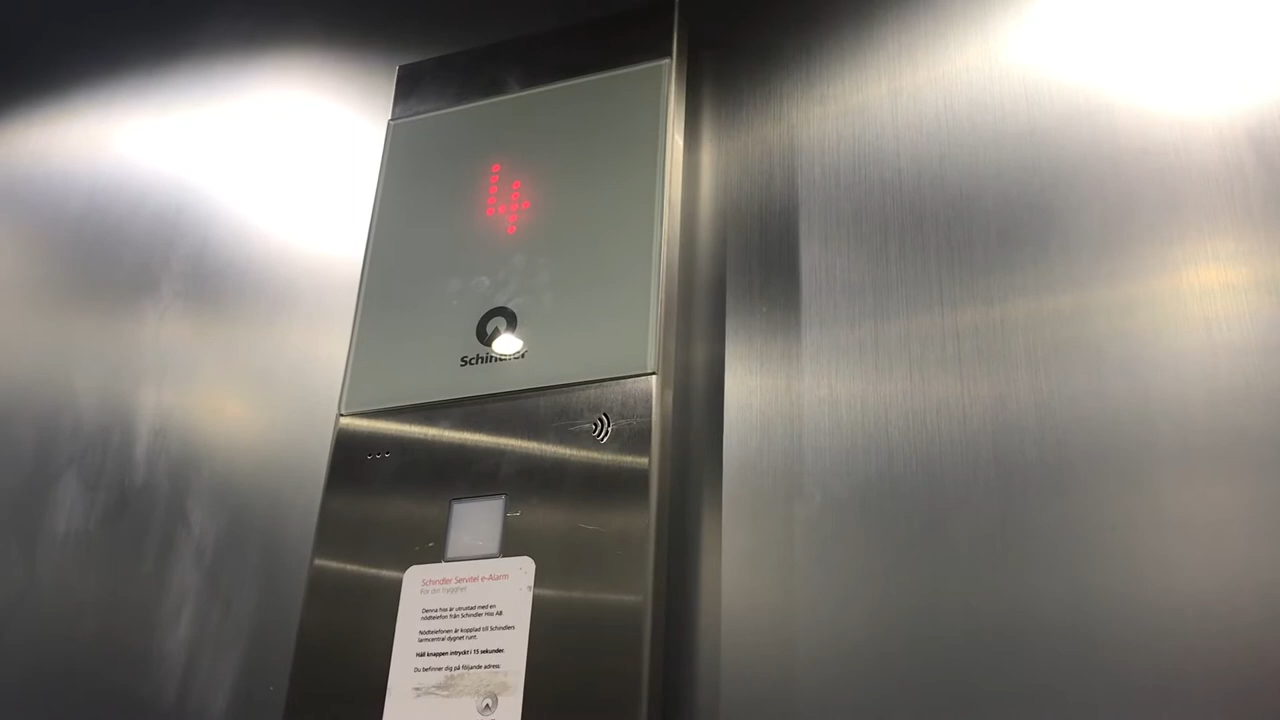 4
Schindler
Schindler Servitel e-Alarm
För din trygghet
Denna hiss är utrustad med en
nödtelefon från Schindler Hiss AB.
Nödtelefonen är kopplad till Schindlers
larmcentral dygnet runt.
Håll knappen intryckt i 15 sekunder.
Du befinner dig på följande adress: